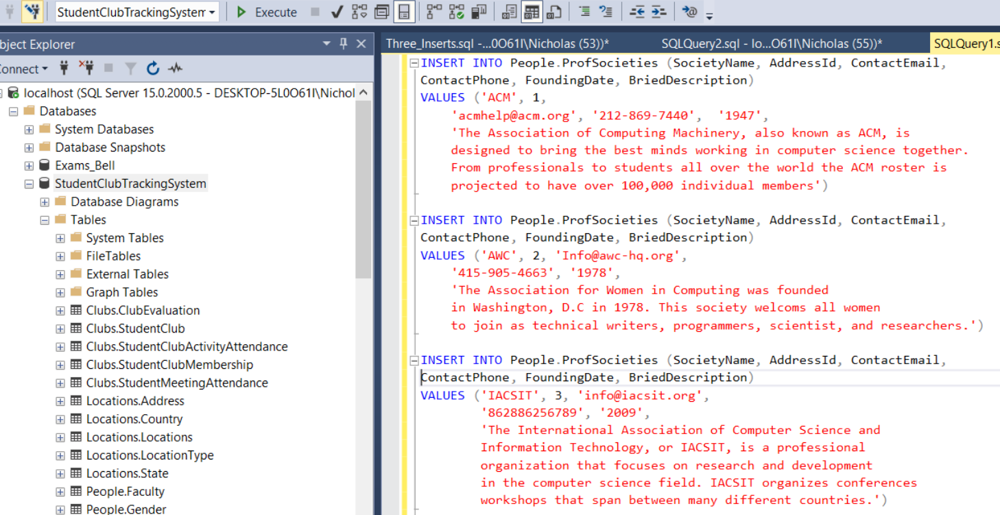 StudentClubTrackingSystem
Execute
bject Explorer
onnect
localhost (SQL Server 15.0.2000.5 - DESKTOP-5L0O61I\Nichol
Databases
System Databases
Database Snapshots
Exams_Bell
StudentClubTrackingSystem
Database Diagrams
Tables
System Tables
FileTables
External Tables
Graph Tables
Clubs.ClubEvaluation
Clubs.StudentClub
Clubs.StudentClubActivityAttendance
Clubs.StudentClubMembership
Clubs.StudentMeetingAttendance
Locations.Address
Locations.Country
Locations.Locations
Locations.LocationType
Locations.State
People.Faculty
People.Gender
Three_Inserts.sql -...0O61I\Nicholas (53))*
SQLQuery2.sql - lo...O61I\Nicholas (55))*
SQLQuery1.s
INSERT INTO People.ProfSocieties (SocietyName, AddressId, ContactEmail,
ContactPhone, FoundingDate, BriedDescription)
VALUES ('ACM', 1,
'acmhelp@acm.org', '212-869-7440', '1947',
'The Association of Computing Machinery, also known as ACM, is
designed to bring the best minds working in computer science together.
From professionals to students all over the world the ACM roster is
projected to have over 100,000 individual members')
INSERT INTO People.ProfSocieties (SocietyName, AddressId, ContactEmail,
ContactPhone, FoundingDate, BriedDescription)
VALUES ('AWC', 2, 'Info@awc-hq.org',
'415-905-4663', '1978',
'The Association for Women in Computing was founded
in Washington, D.C in 1978. This society welcoms all women
to join as technical writers, programmers, scientist, and researchers.')
INSERT INTO People.ProfSocieties (SocietyName, AddressId, ContactEmail,
ContactPhone, FoundingDate, BriedDescription)
VALUES ('IACSIT', 3, 'info@iacsit.org',
'862886256789', '2009',
'The International Association of Computer Science and
Information Technology, or IACSIT, is a professional
organization that focuses on research and development
in the computer science field. IACSIT organizes conferences
workshops that span between many different countries.')